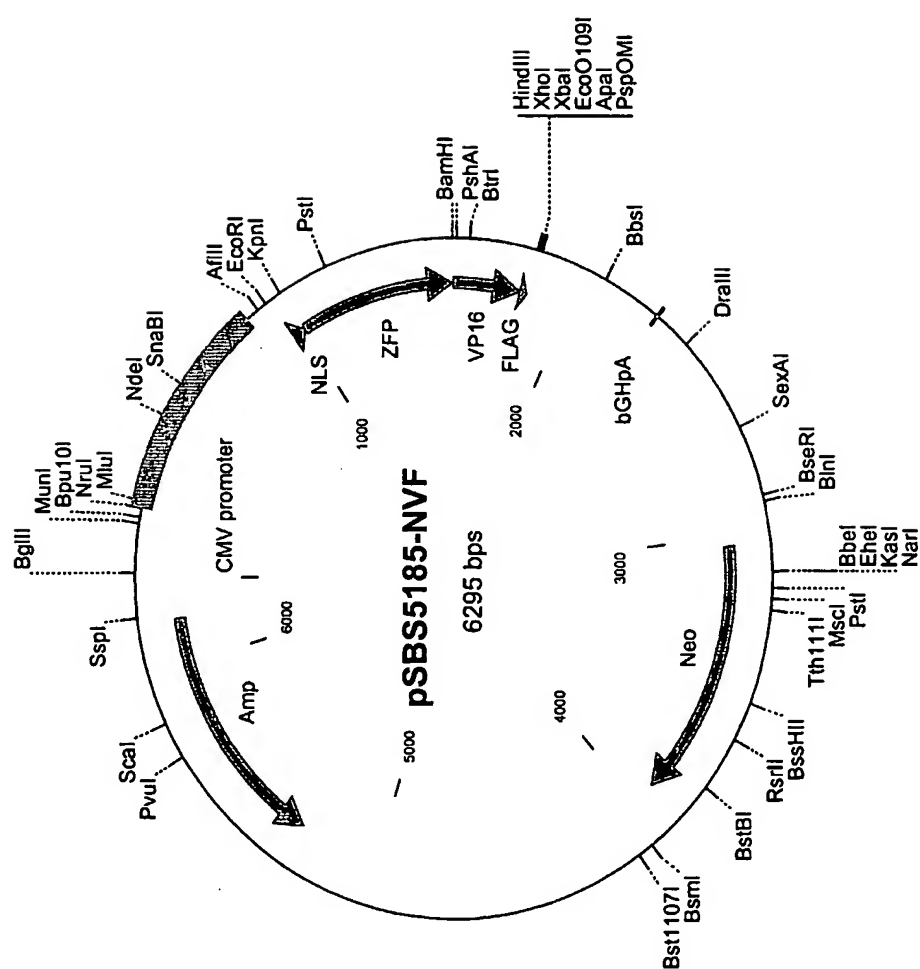 pSBS5185-NVF
6295 bps
BglII
MunI
Bpu10I
NruI
MluI
NdeI
SnaBI
AflII
EcoRI
KpnI
PstI
BamHI
PshAI
BtrI
HindIII
XhoI
XbaI
EcoO109I
ApaI
PspOMI
BbsI
DraIII
SexAI
BseRI
BlnI
BbeI
EheI
KasI
NarI
PstI
MscI
Tth111I
BssHII
RsrII
BstBI
BsmI
Bst1107I
PvuI
ScaI
SspI
CMV promoter
NLS
ZFP
VP16
FLAG
bGHpA
Neo
Amp
1000
2000
3000
4000
5000
6000